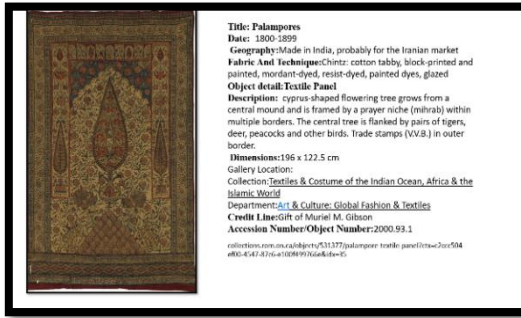 Title: Palampores
Date: 1800-1899
Geography:Made in India, probably for the Iranian market
Fabric And Technique:Chintz: cotton tabby, block-printed and
painted, mordant-dyed, resist-dyed, painted dyes, glazed
Object detail:Textile Panel
Description: cyprus-shaped flowering tree grows from a
central mound and is framed by a prayer niche (mihrab) within
multiple borders. The central tree is flanked by pairs of tigers,
deer, peacocks and other birds. Trade stamps (V.V.B.) in outer
border.
Dimensions:196 x 122.5 cm
Gallery Location:
Collection:Textiles & Costume of the Indian Ocean, Africa & the
Islamic World
Department:Art & Culture: Global Fashion & Textiles
Credit Line:Gift of Muriel M. Gibson
Accession Number/Object Number:2000.93.1